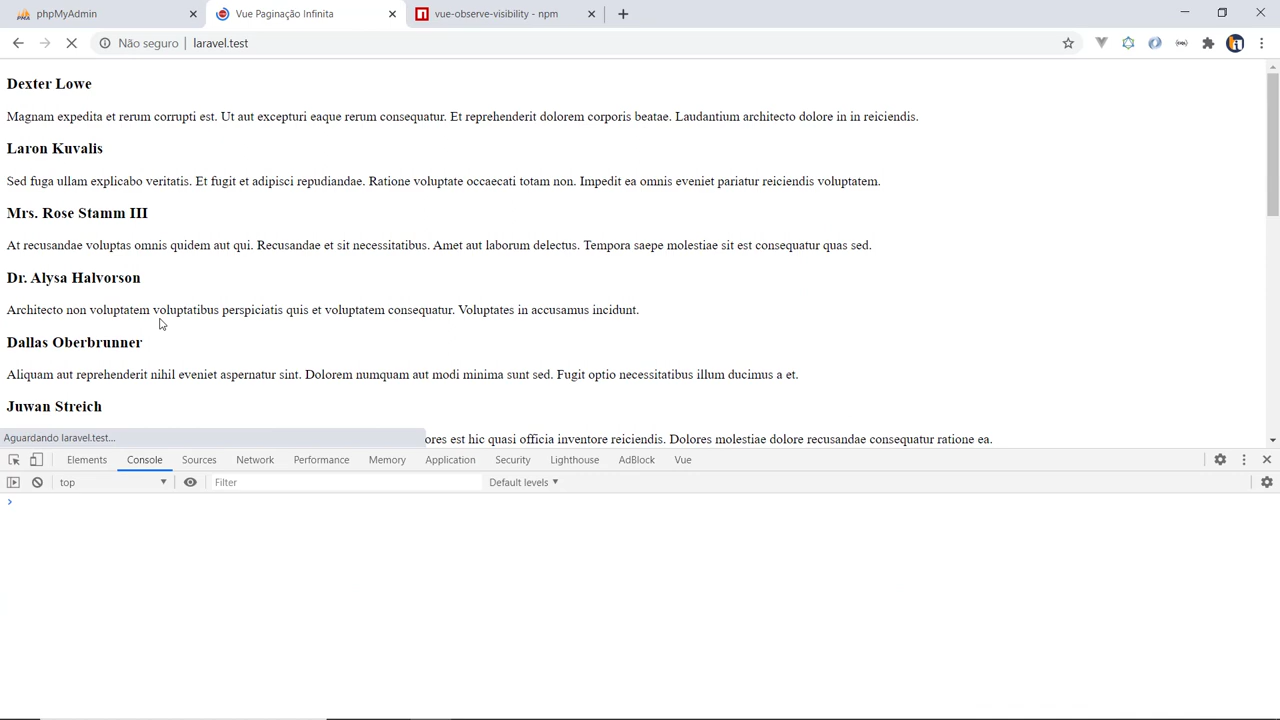 phpMyAdmin
Vue Paginação Infinita
vue-observe-visibility - npm
Não seguro
laravel.test
Dexter Lowe
Magnam expedita et rerum corrupti est. Ut aut excepturi eaque rerum consequatur. Et reprehenderit dolorem corporis beatae. Laudantium architecto dolore in in reiciendis.
Laron Kuvalis
Sed fuga ullam explicabo veritatis. Et fugit et adipisci repudiandae. Ratione voluptate occaecati totam non. Impedit ea omnis eveniet pariatur reiciendis voluptatem.
Mrs. Rose Stamm III
At recusandae voluptas omnis quidem aut qui. Recusandae et sit necessitatibus. Amet aut laborum delectus. Tempora saepe molestiae sit est consequatur quas sed.
Dr. Alysa Halvorson
Architecto non voluptatem voluptatibus perspiciatis quis et voluptatem consequatur. Voluptates in accusamus incidunt.
Dallas Oberbrunner
Aliquam aut reprehenderit nihil eveniet aspernatur sint. Dolorem numquam aut modi minima sunt sed. Fugit optio necessitatibus illum ducimus a et.
Juwan Streich
Aguardando laravel.test...
ores est hic quasi officia inventore reiciendis. Dolores molestiae dolore recusandae consequatur ratione ea.
Elements Console Sources Network Performance Memory Application Security Lighthouse AdBlock Vue
top Filter Default levels